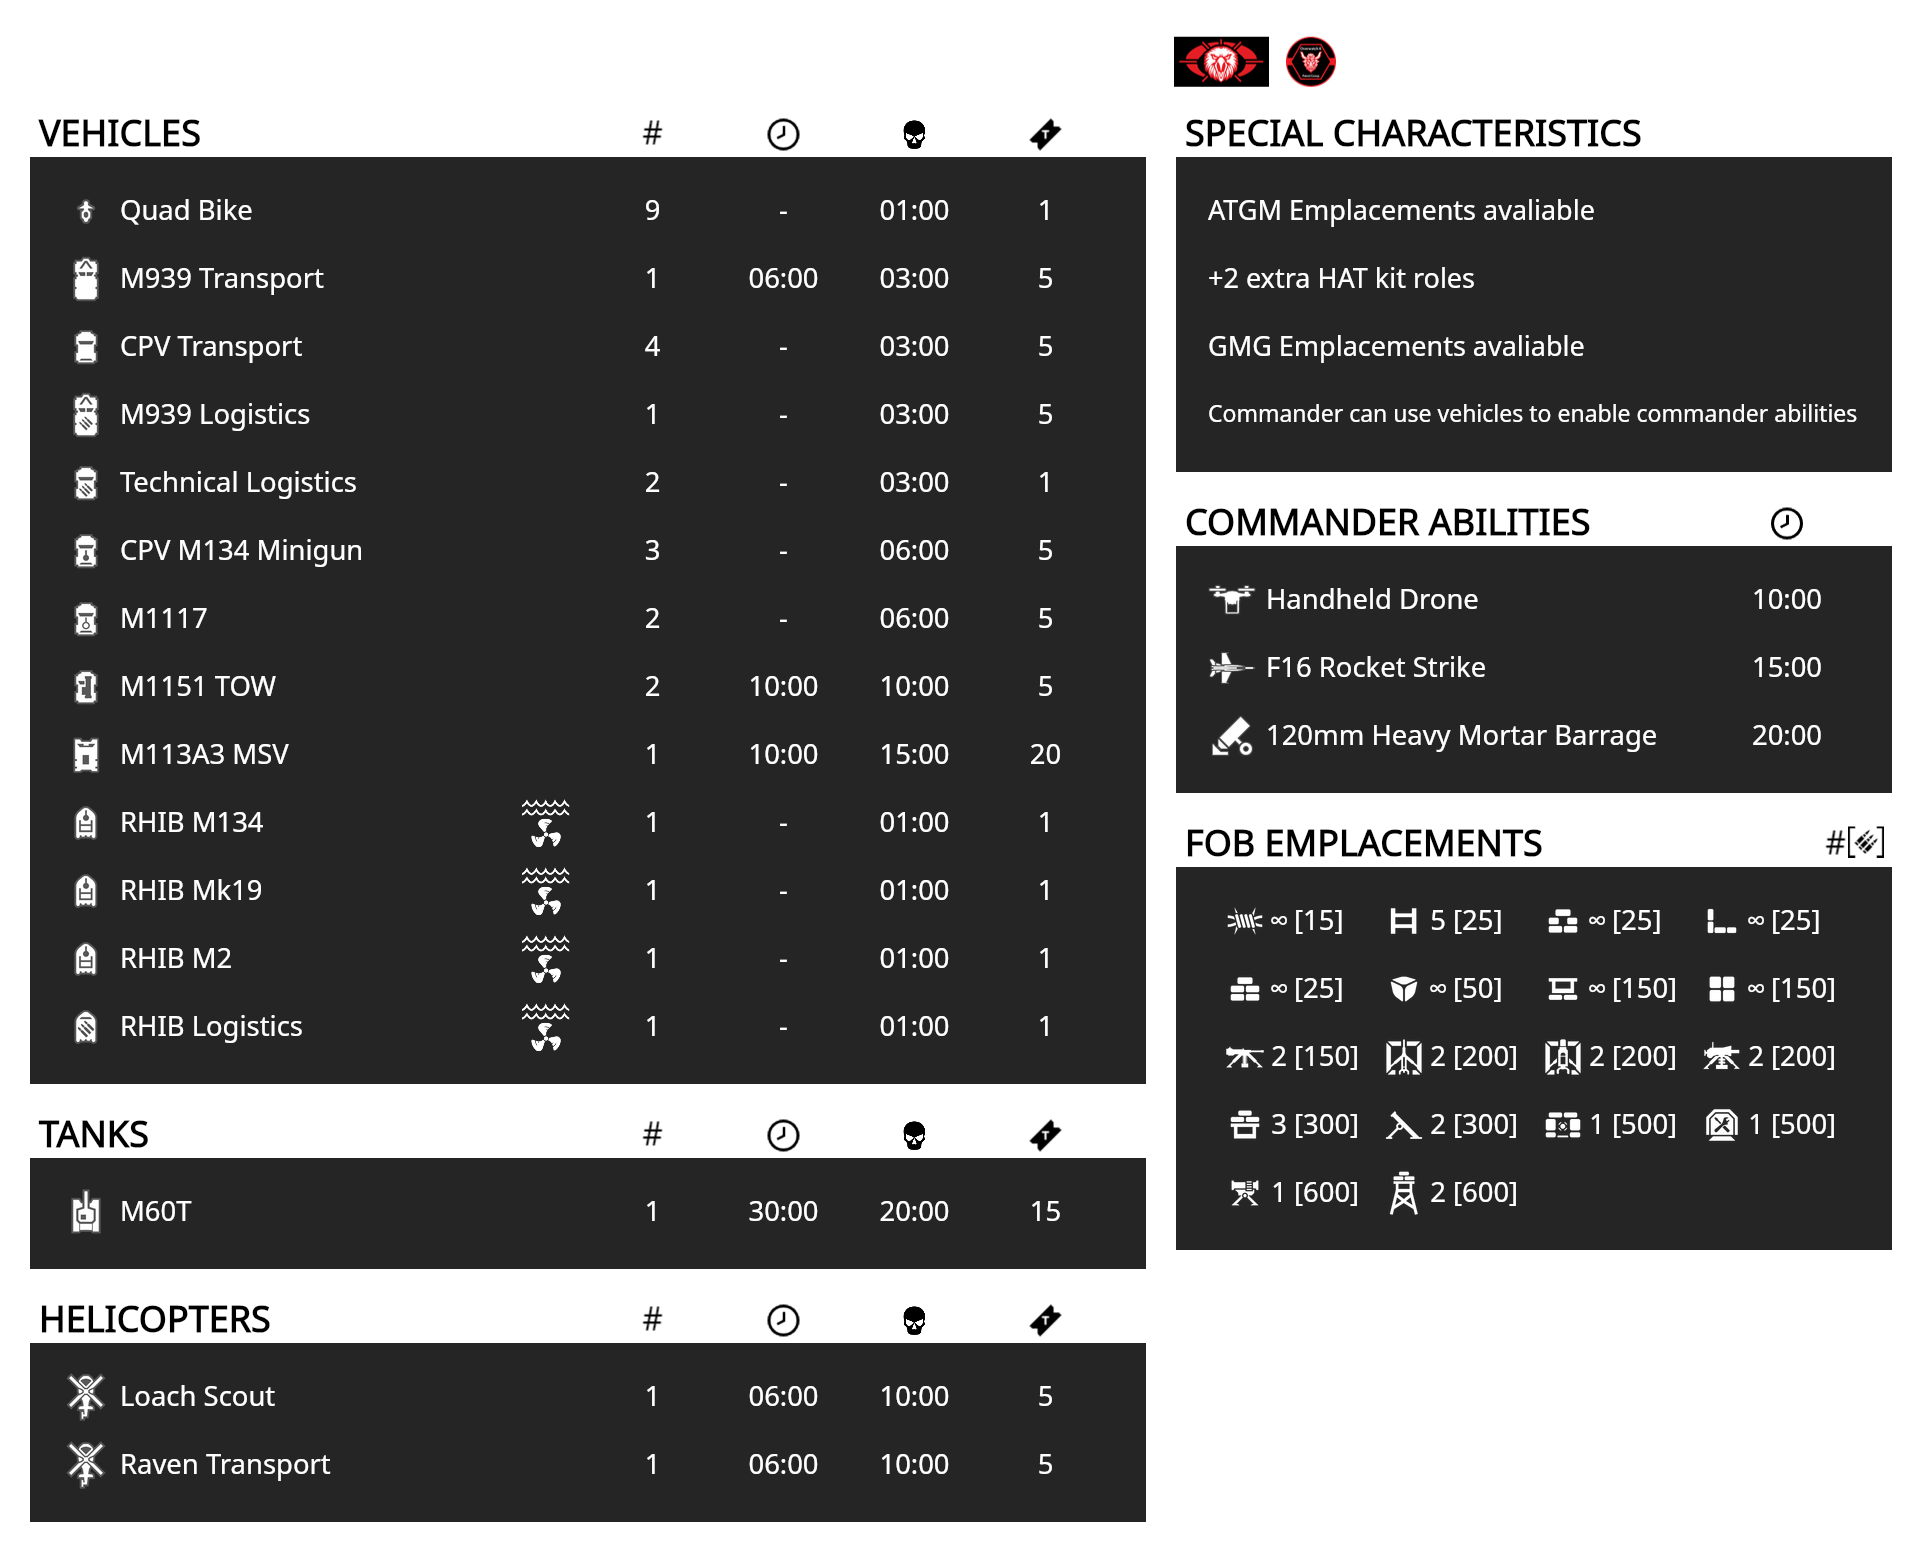 VEHICLES #
Quad Bike 9 - 01:00 1
M939 Transport 1 06:00 03:00 5
CPV Transport 4 - 03:00 5
M939 Logistics 1 - 03:00 5
Technical Logistics 2 - 03:00 1
CPV M134 Minigun 3 - 06:00 5
M1117 2 - 06:00 5
M1151 TOW 2 10:00 10:00 5
M113A3 MSV 1 10:00 15:00 20
RHIB M134 1 - 01:00 1
RHIB Mk19 1 - 01:00 1
RHIB M2 1 - 01:00 1
RHIB Logistics 1 - 01:00 1
TANKS #
M60T 1 30:00 20:00 15
HELICOPTERS #
Loach Scout 1 06:00 10:00 5
Raven Transport 1 06:00 10:00 5
SPECIAL CHARACTERISTICS
ATGM Emplacements avaliable
+2 extra HAT kit roles
GMG Emplacements avaliable
Commander can use vehicles to enable commander abilities
COMMANDER ABILITIES
Handheld Drone 10:00
F16 Rocket Strike 15:00
120mm Heavy Mortar Barrage 20:00
FOB EMPLACEMENTS #[]
∞ [15] 5 [25] ∞ [25] ∞ [25]
∞ [25] ∞ [50] ∞ [150] ∞ [150]
2 [150] 2 [200] 2 [200] 2 [200]
3 [300] 2 [300] 1 [500] 1 [500]
1 [600] 2 [600]